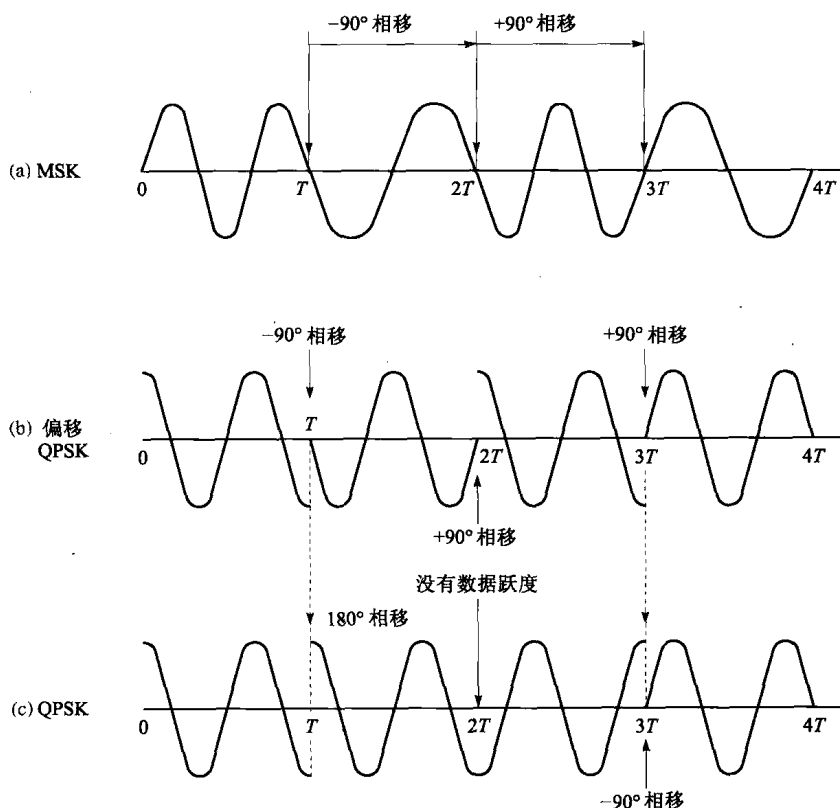 −90° 相移 +90° 相移
(a) MSK
0 T 2T 3T 4T
−90° 相移 +90° 相移
(b) 偏移
QPSK
T
0 2T 3T 4T
+90° 相移
没有数据跃度
180° 相移
(c) QPSK
0 T 2T 3T 4T
−90° 相移